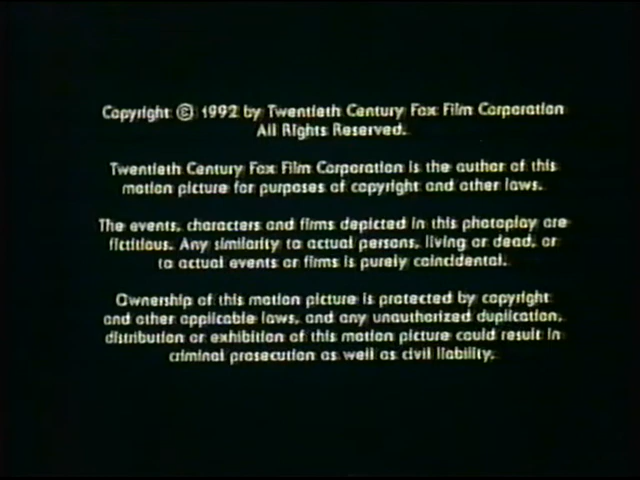 Copyright © 1992 by Twentieth Century Fox Film Corporation
All Rights Reserved.
Twentieth Century Fox Film Corporation is the author of this
motion picture for purposes of copyright and other laws.
The events, characters and firms depicted in this photoplay are
fictitious. Any similarity to actual persons, living or dead, or
to actual events or firms is purely coincidental.
Ownership of this motion picture is protected by copyright
and other applicable laws, and any unauthorized duplication,
distribution or exhibition of this motion picture could result in
criminal prosecution as well as civil liability.